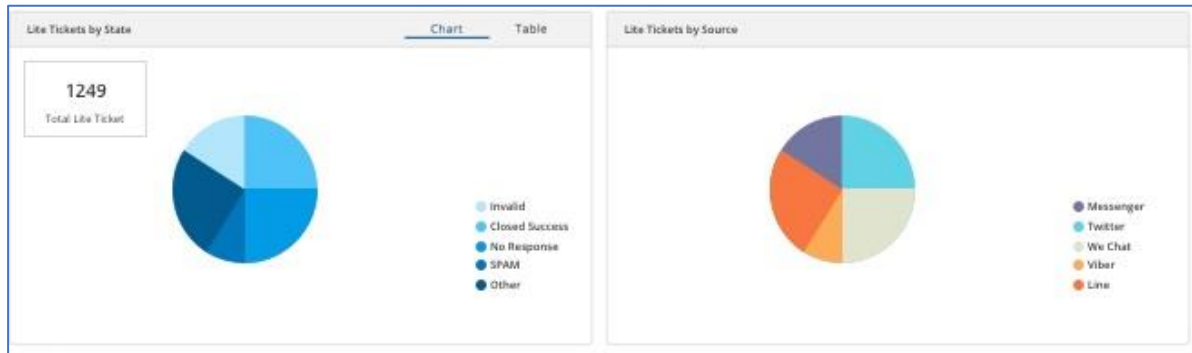 Lite Tickets by State
Chart
Table
1249
Total Lite Ticket
Invalid
Closed Success
No Response
SPAM
Other
Lite Tickets by Source
Messenger
Twitter
We Chat
Viber
Line